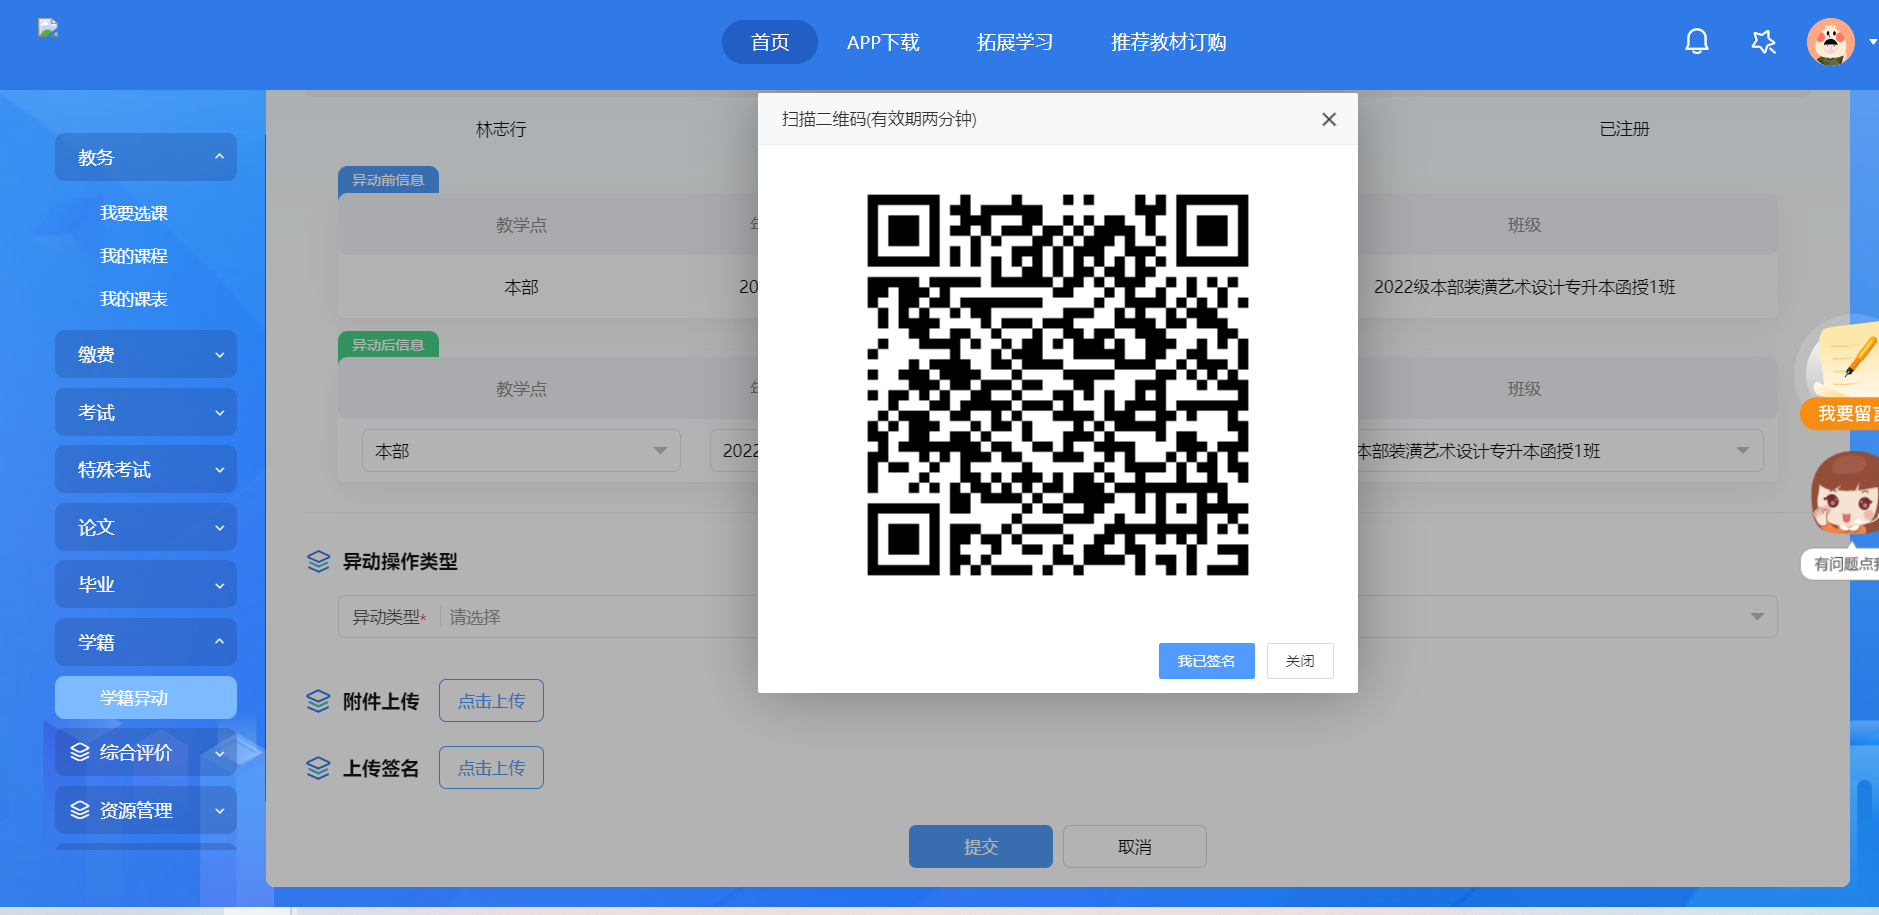 首页
APP下载
拓展学习
推荐教材订购
教务
我要选课
我的课程
我的课表
缴费
考试
特殊考试
论文
毕业
学籍
学籍异动
综合评价
资源管理
林志行
已注册
异动前信息
教学点
班级
本部
20
2022级本部装潢艺术设计专升本函授1班
异动后信息
教学点
班级
本部
2022
本部装潢艺术设计专升本函授1班
异动操作类型
异动类型*
请选择
附件上传
点击上传
上传签名
点击上传
提交
取消
扫描二维码(有效期两分钟)
我已签名
关闭
我要留言
有问题点我